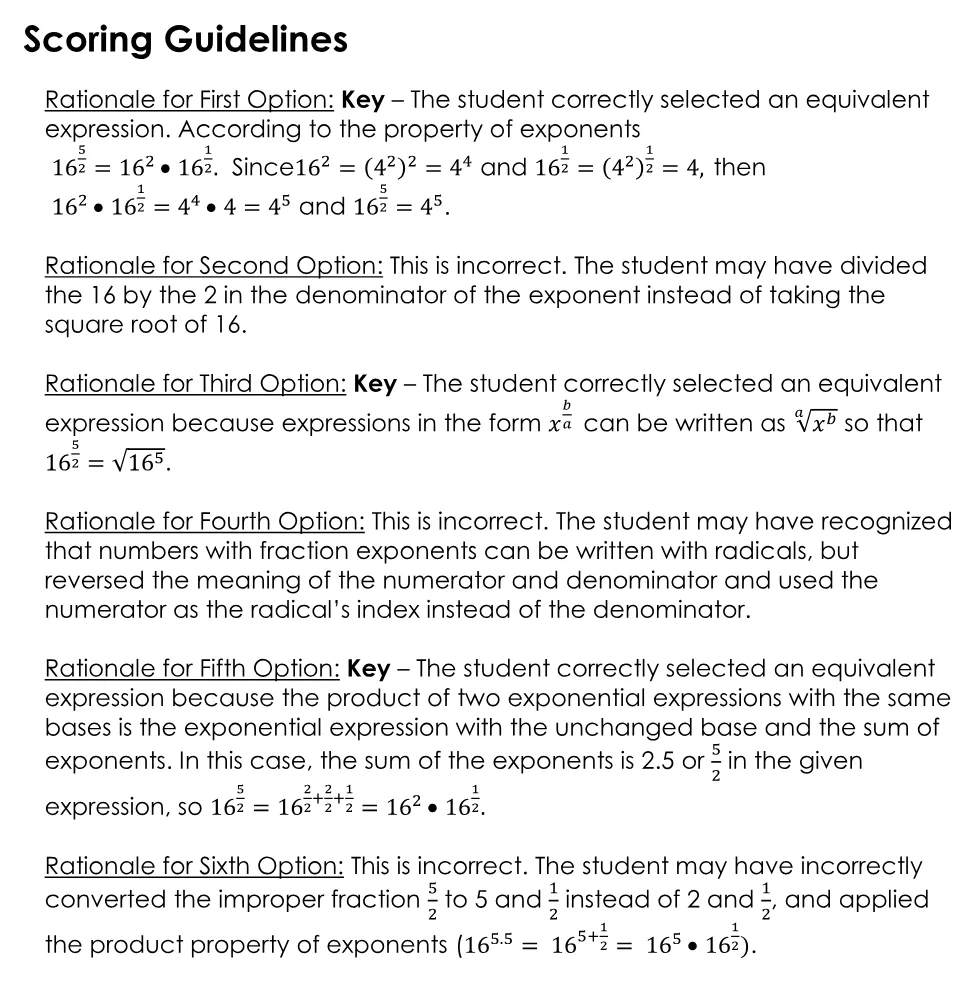 Scoring Guidelines
Rationale for First Option: Key – The student correctly selected an equivalent
expression. According to the property of exponents
16^{5/2} = 16² • 16^{1/2}. Since16² = (4²)² = 4⁴ and 16^{1/2} = (4²)^{1/2} = 4, then
16² • 16^{1/2} = 4⁴ • 4 = 4⁵ and 16^{5/2} = 4⁵.
Rationale for Second Option: This is incorrect. The student may have divided
the 16 by the 2 in the denominator of the exponent instead of taking the
square root of 16.
Rationale for Third Option: Key – The student correctly selected an equivalent
expression because expressions in the form x^{b/a} can be written as ᵃ√(x^b) so that
16^{5/2} = √(16⁵).
Rationale for Fourth Option: This is incorrect. The student may have recognized
that numbers with fraction exponents can be written with radicals, but
reversed the meaning of the numerator and denominator and used the
numerator as the radical’s index instead of the denominator.
Rationale for Fifth Option: Key – The student correctly selected an equivalent
expression because the product of two exponential expressions with the same
bases is the exponential expression with the unchanged base and the sum of
exponents. In this case, the sum of the exponents is 2.5 or 5/2 in the given
expression, so 16^{5/2} = 16^{2/2+2/2+1/2} = 16² • 16^{1/2}.
Rationale for Sixth Option: This is incorrect. The student may have incorrectly
converted the improper fraction 5/2 to 5 and 1/2 instead of 2 and 1/2, and applied
the product property of exponents (16^{5.5} = 16^{5+1/2} = 16⁵ • 16^{1/2}).